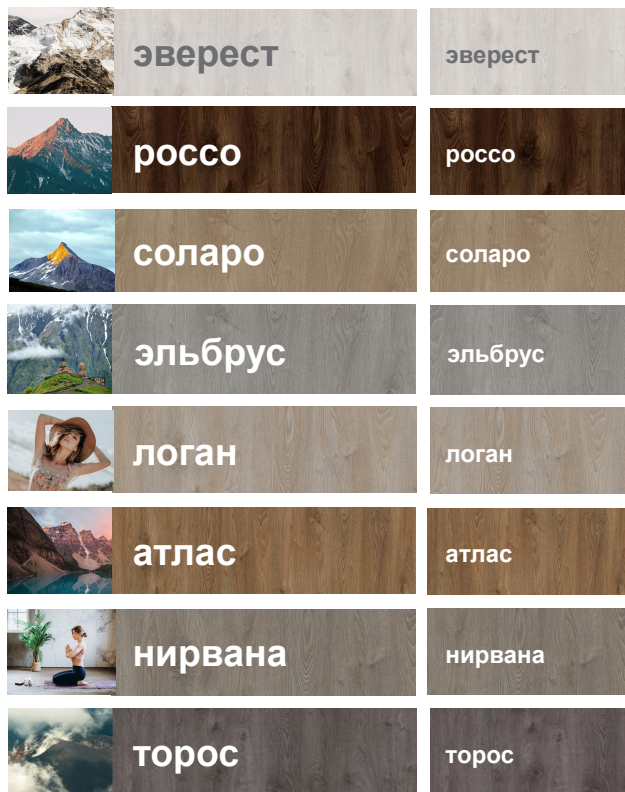 эверест эверест
россо россо
соларо соларо
эльбрус эльбрус
логан логан
атлас атлас
нирвана нирвана
торос торос